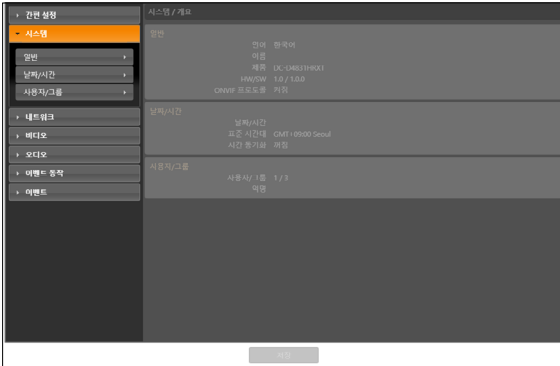 간편 설정
시스템
일반
날짜/시간
사용자/그룹
네트워크
비디오
오디오
이벤트 동작
이벤트
시스템 / 개요
일반
언어 한국어
이름
제품
HW/SW 1.0 / 1.0.0
ONVIF 프로토콜 켜짐
날짜/시간
날짜/시간
표준 시간대 GMT+09:00 Seoul
시간 동기화 꺼짐
사용자/그룹
사용자/그룹 1 / 3
익명
저장